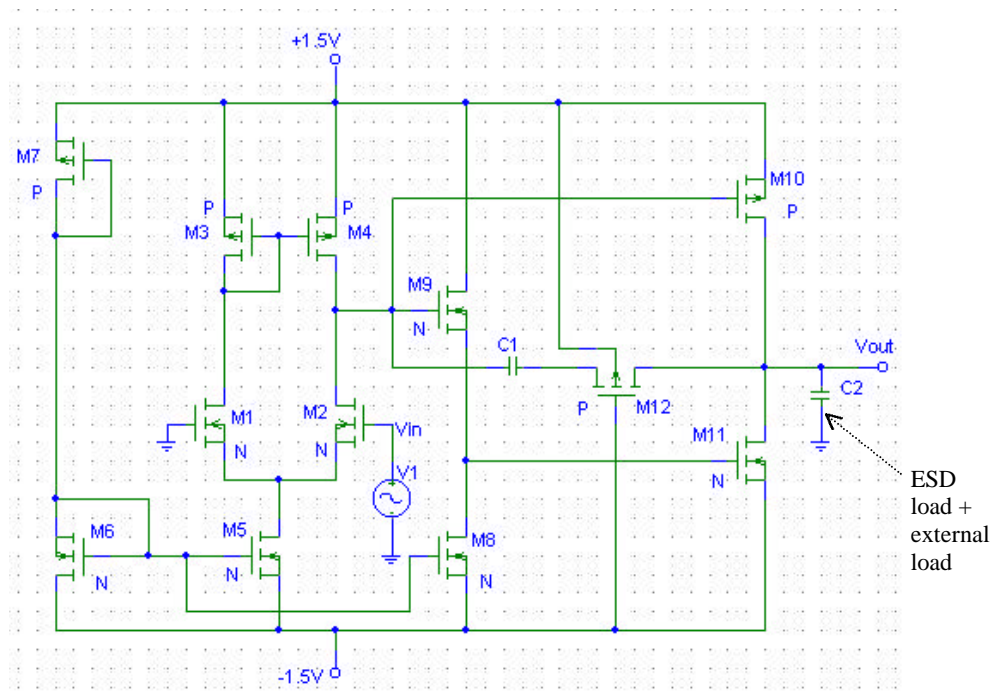 +1.5V
M7
P
P
M3
P
M4
M10
P
M9
N
C1
Vout
C2
P
M12
M1
N
M2
N
Vin
V1
M11
N
ESD
load +
external
load
M6
N
M5
N
M8
N
-1.5V